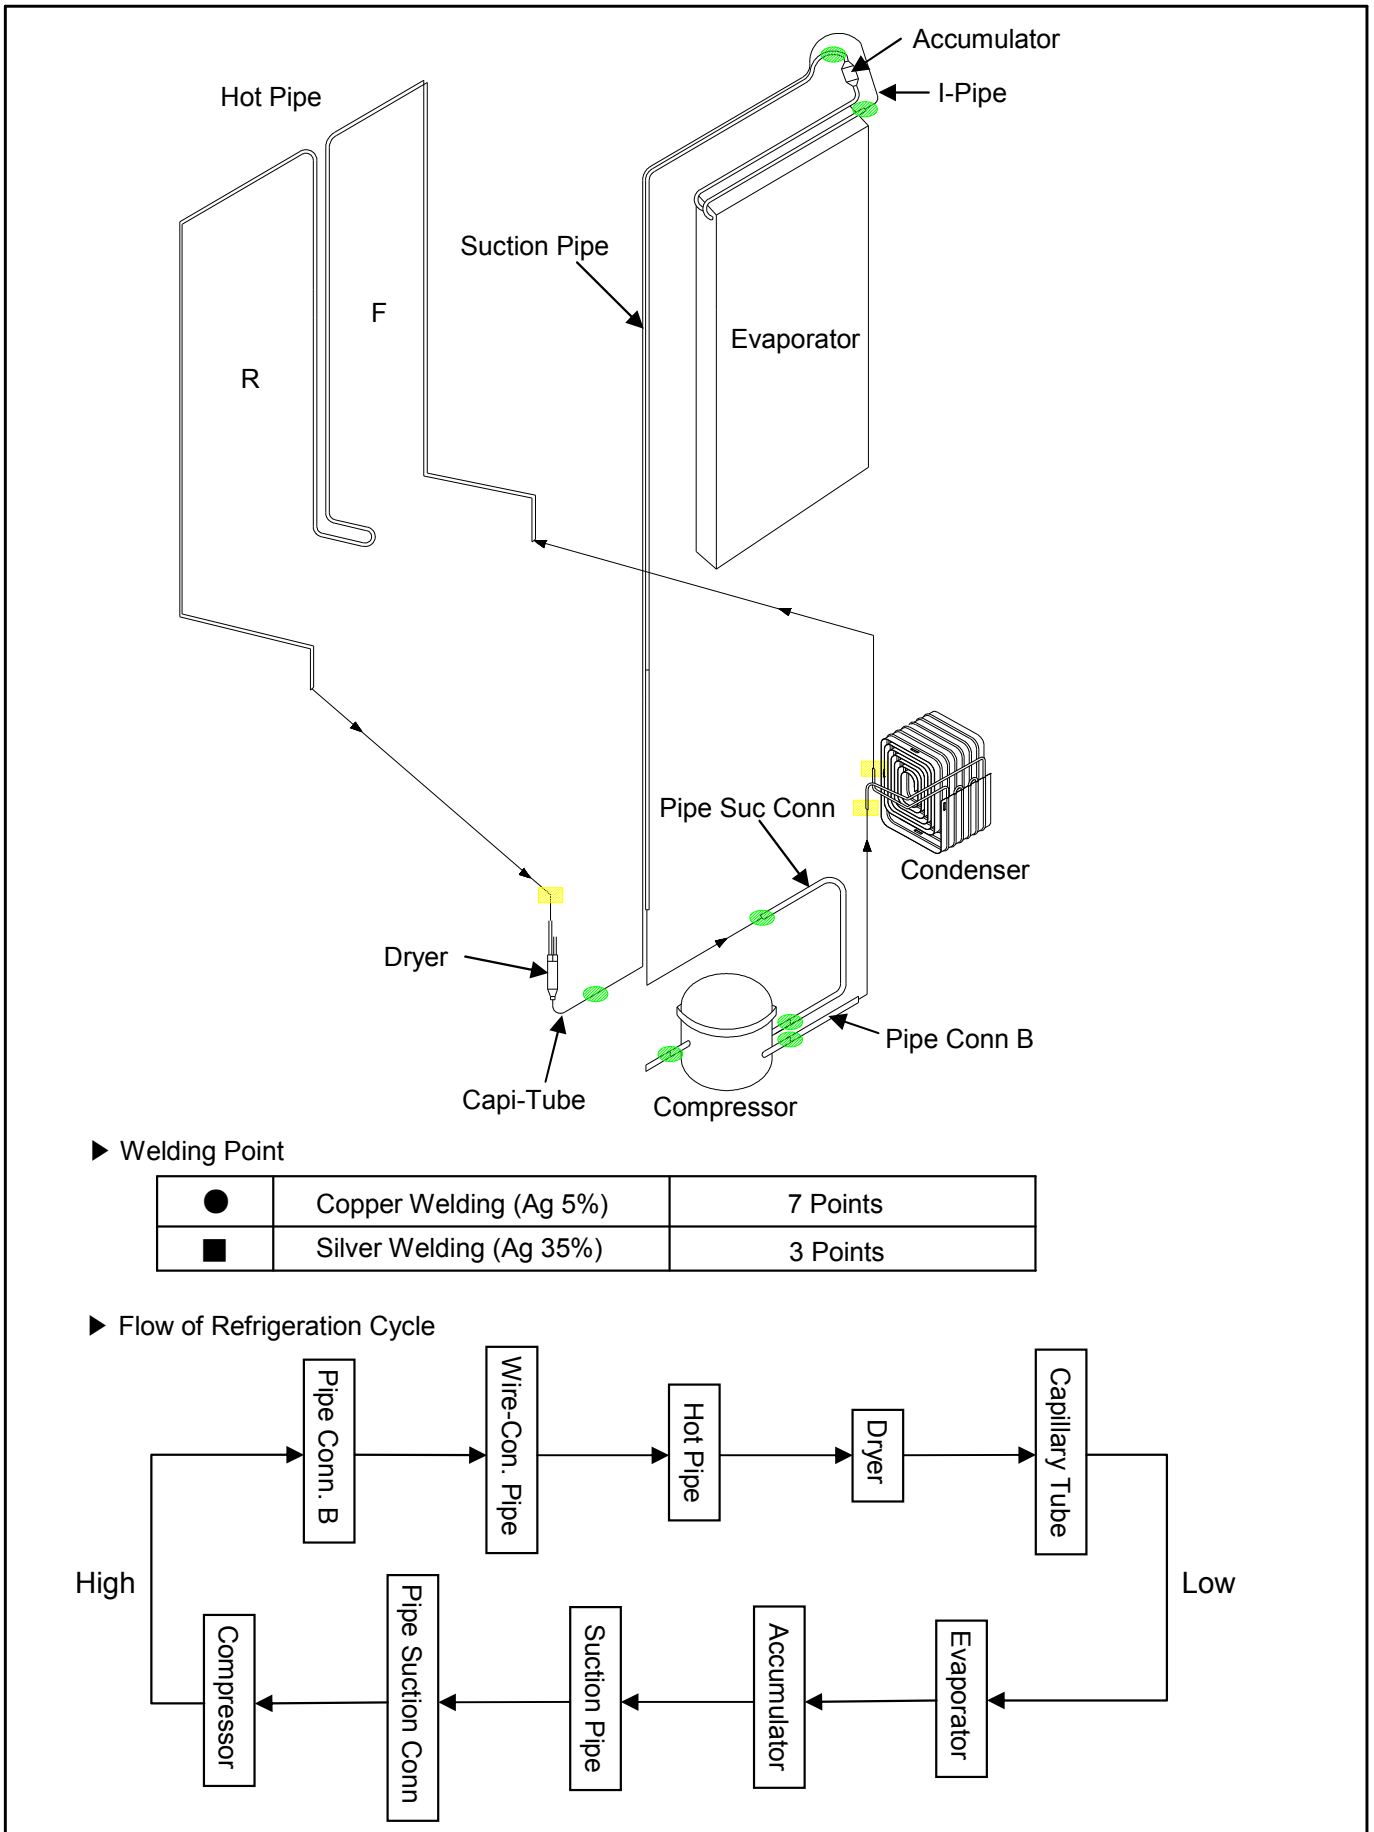 Accumulator
I-Pipe
Hot Pipe
Suction Pipe
F
Evaporator
R
Pipe Suc Conn
Condenser
Dryer
Pipe Conn B
Capi-Tube
Compressor
▶ Welding Point
● Copper Welding (Ag 5%) 7 Points
■ Silver Welding (Ag 35%) 3 Points
▶ Flow of Refrigeration Cycle
Pipe Conn. B
Wire-Con. Pipe
Hot Pipe
Dryer
Capillary Tube
High
Low
Compressor
Pipe Suction Conn
Suction Pipe
Accumulator
Evaporator